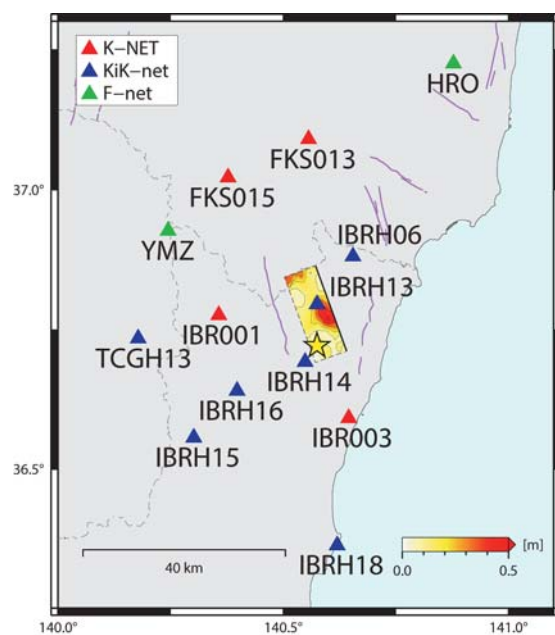 K−NET
KiK−net
F−net
HRO
FKS013
37.0°
FKS015
IBRH06
YMZ
IBRH13
IBR001
TCGH13
IBRH14
IBRH16
IBR003
IBRH15
36.5°
[m]
40 km
IBRH18
0.0
0.5
140.0°
140.5°
141.0°